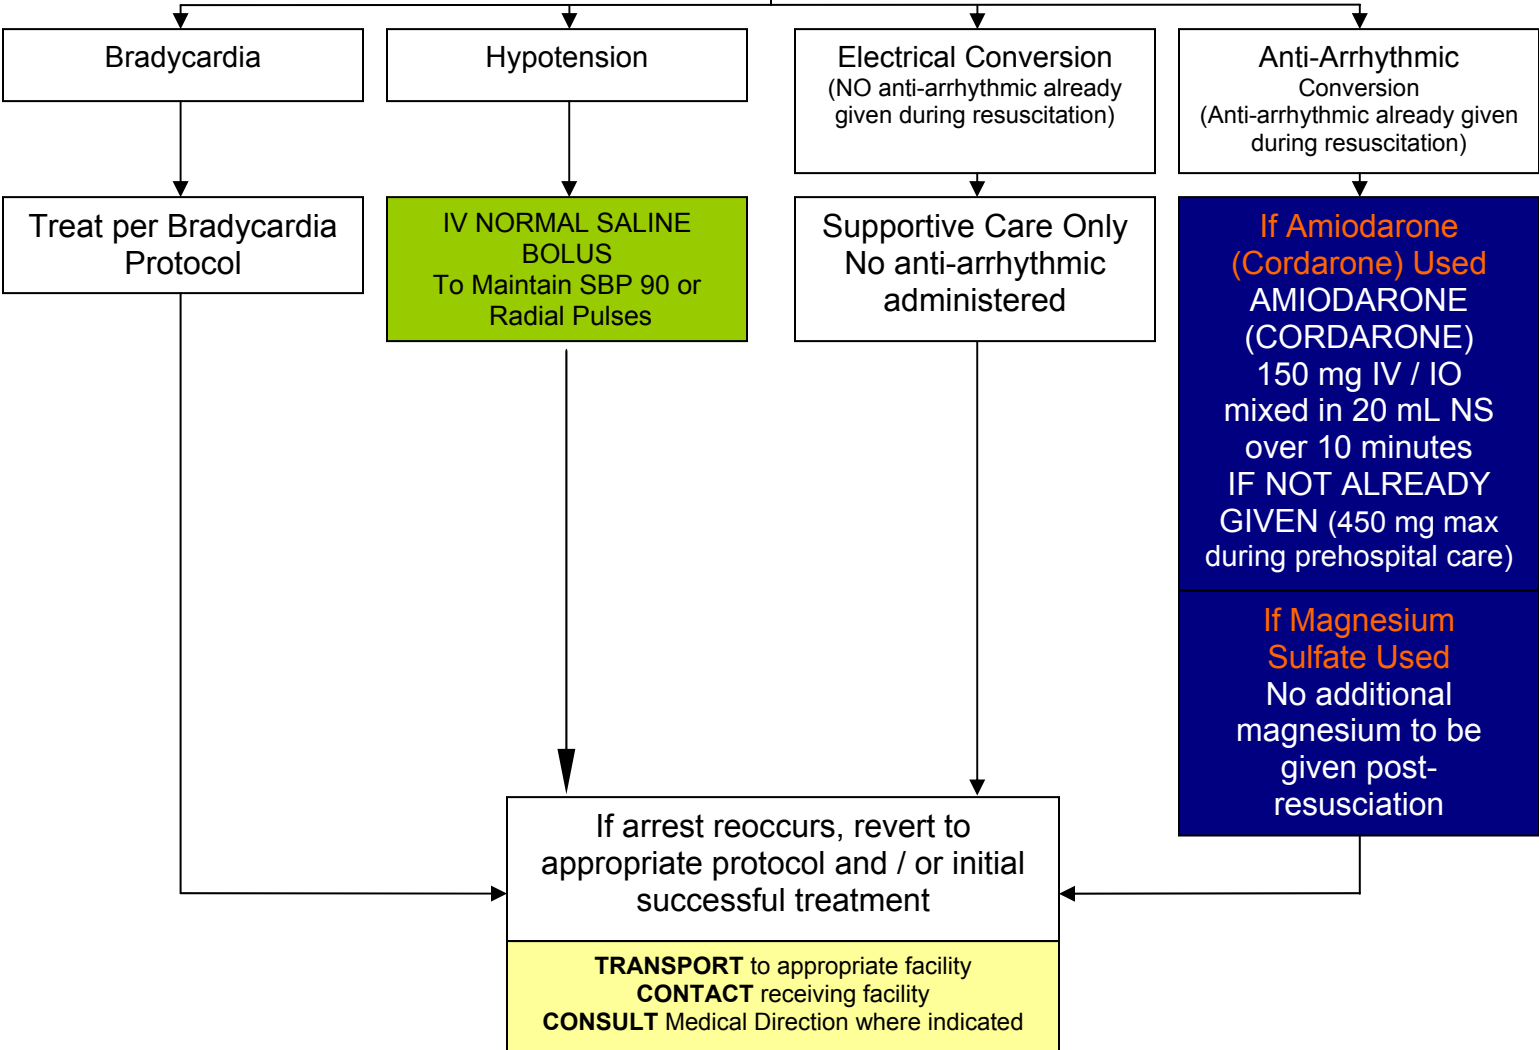 Bradycardia
Hypotension
Electrical Conversion
(NO anti-arrhythmic already
given during resuscitation)
Anti-Arrhythmic
Conversion
(Anti-arrhythmic already given
during resuscitation)
Treat per Bradycardia
Protocol
IV NORMAL SALINE
BOLUS
To Maintain SBP 90 or
Radial Pulses
Supportive Care Only
No anti-arrhythmic
administered
If Amiodarone
(Cordarone) Used
AMIODARONE
(CORDARONE)
150 mg IV / IO
mixed in 20 mL NS
over 10 minutes
IF NOT ALREADY
GIVEN (450 mg max
during prehospital care)
If Magnesium
Sulfate Used
No additional
magnesium to be
given post-
resusciation
If arrest reoccurs, revert to
appropriate protocol and / or initial
successful treatment
TRANSPORT to appropriate facility
CONTACT receiving facility
CONSULT Medical Direction where indicated